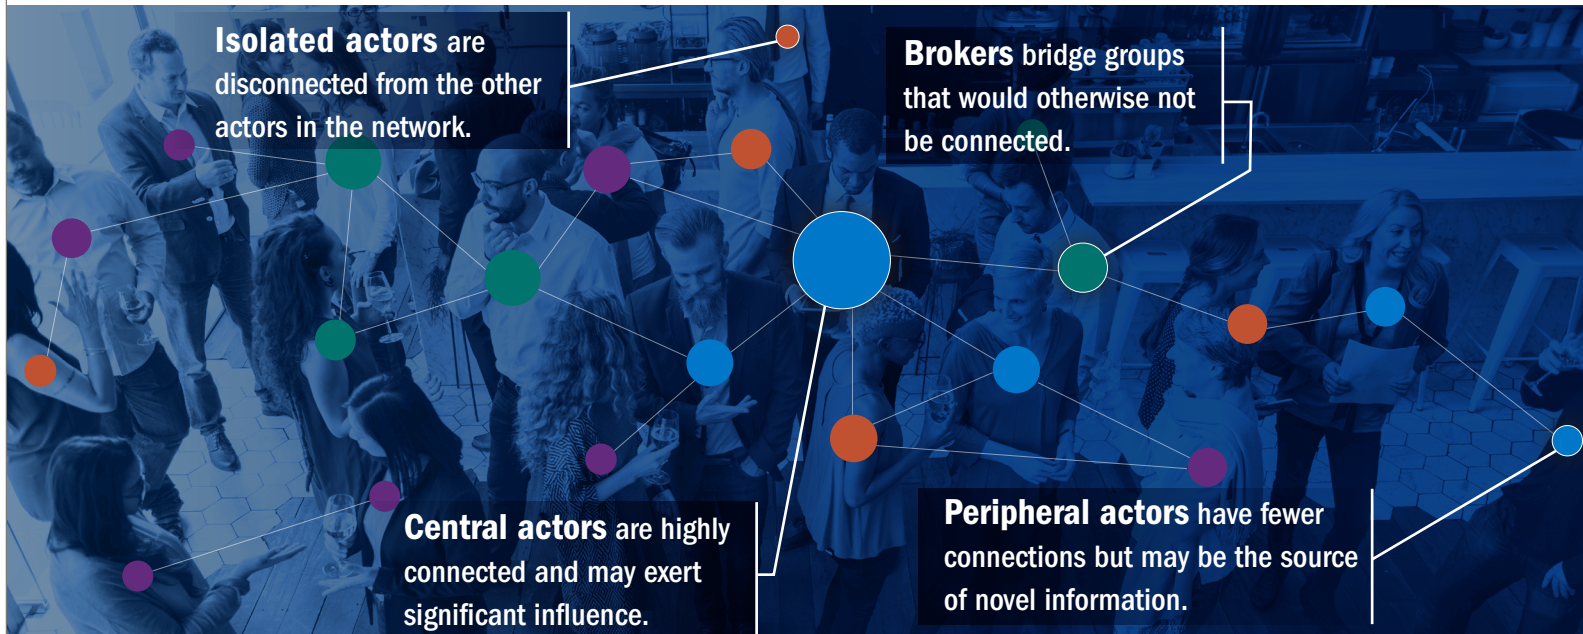 Isolated actors are
disconnected from the other
actors in the network.
Brokers bridge groups
that would otherwise not
be connected.
Central actors are highly
connected and may exert
significant influence.
Peripheral actors have fewer
connections but may be the source
of novel information.